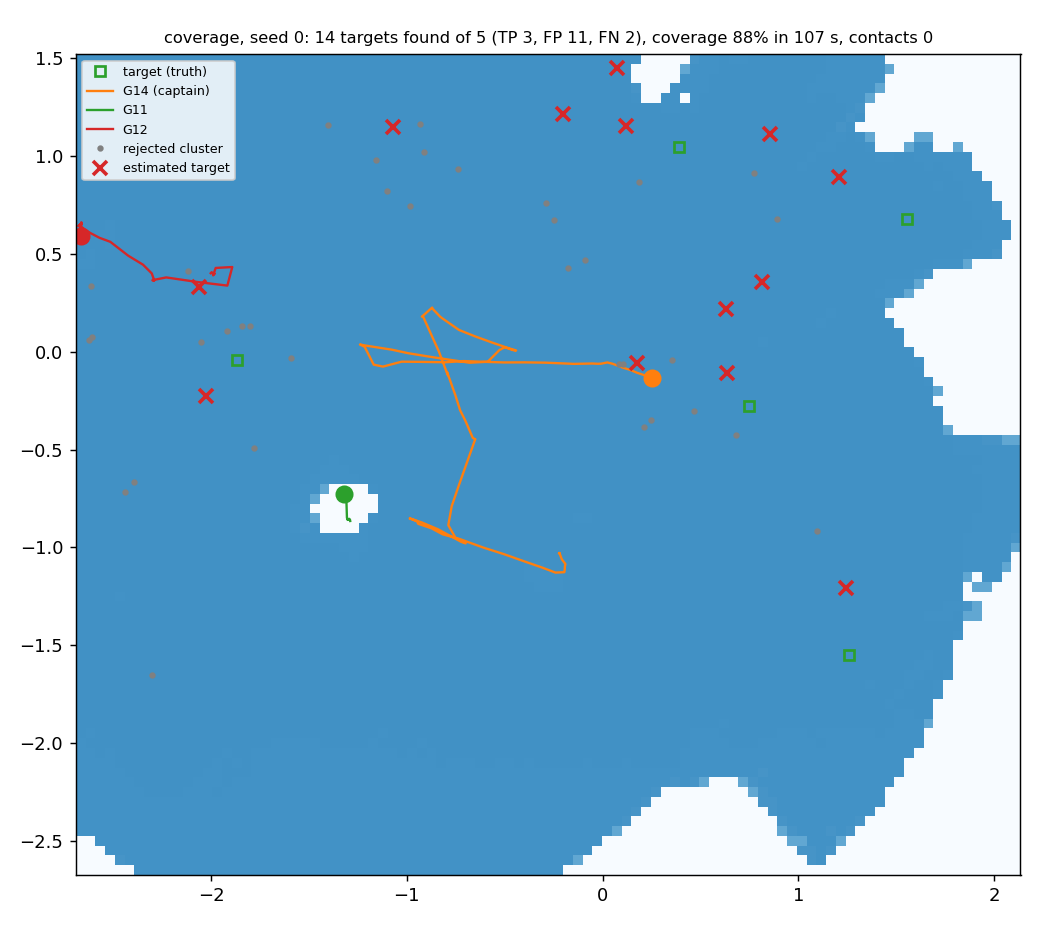 coverage, seed 0: 14 targets found of 5 (TP 3, FP 11, FN 2), coverage 88% in 107 s, contacts 0
target (truth)
G14 (captain)
G11
G12
rejected cluster
estimated target
1.5
1.0
0.5
0.0
−0.5
−1.0
−1.5
−2.0
−2.5
−2
−1
0
1
2